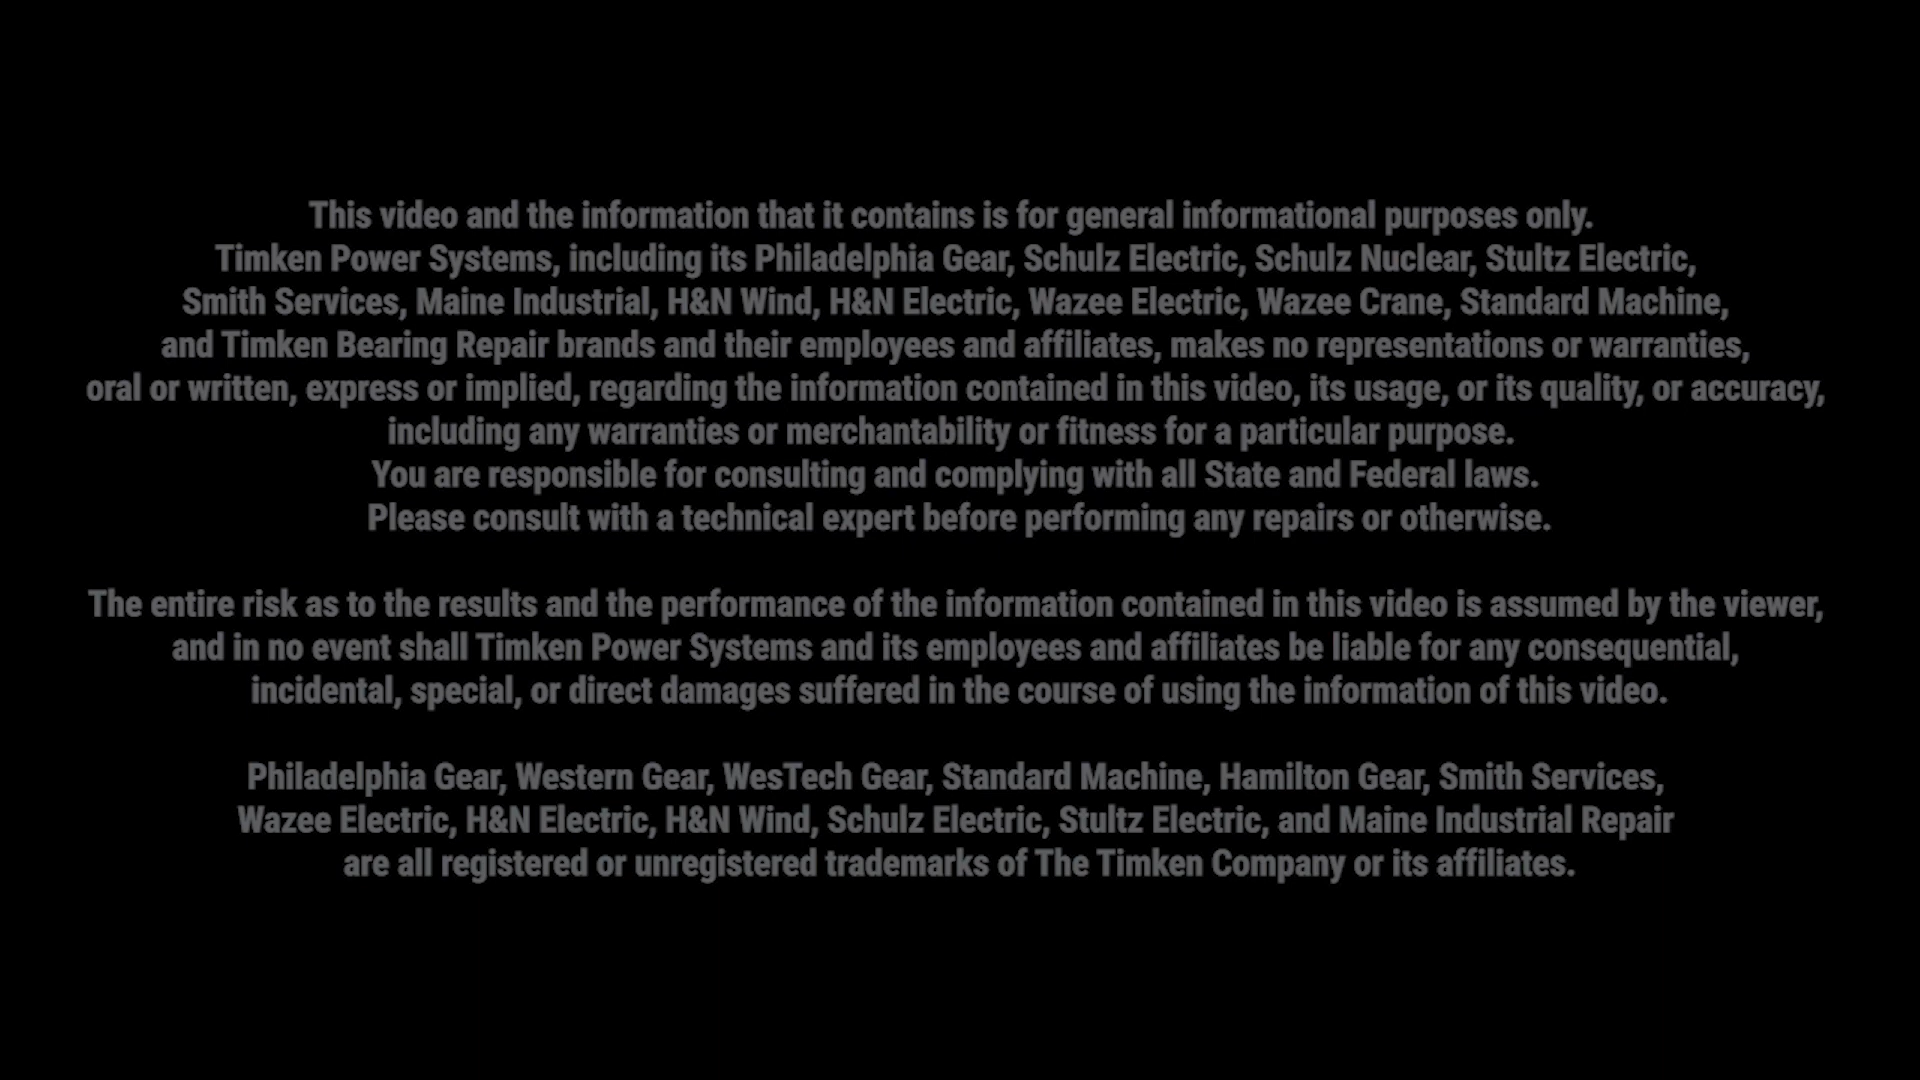 This video and the information that it contains is for general informational purposes only.
Timken Power Systems, including its Philadelphia Gear, Schulz Electric, Schulz Nuclear, Stultz Electric,
Smith Services, Maine Industrial, H&N Wind, H&N Electric, Wazee Electric, Wazee Crane, Standard Machine,
and Timken Bearing Repair brands and their employees and affiliates, makes no representations or warranties,
oral or written, express or implied, regarding the information contained in this video, its usage, or its quality, or accuracy,
including any warranties or merchantability or fitness for a particular purpose.
You are responsible for consulting and complying with all State and Federal laws.
Please consult with a technical expert before performing any repairs or otherwise.
The entire risk as to the results and the performance of the information contained in this video is assumed by the viewer,
and in no event shall Timken Power Systems and its employees and affiliates be liable for any consequential,
incidental, special, or direct damages suffered in the course of using the information of this video.
Philadelphia Gear, Western Gear, WesTech Gear, Standard Machine, Hamilton Gear, Smith Services,
Wazee Electric, H&N Electric, H&N Wind, Schulz Electric, Stultz Electric, and Maine Industrial Repair
are all registered or unregistered trademarks of The Timken Company or its affiliates.